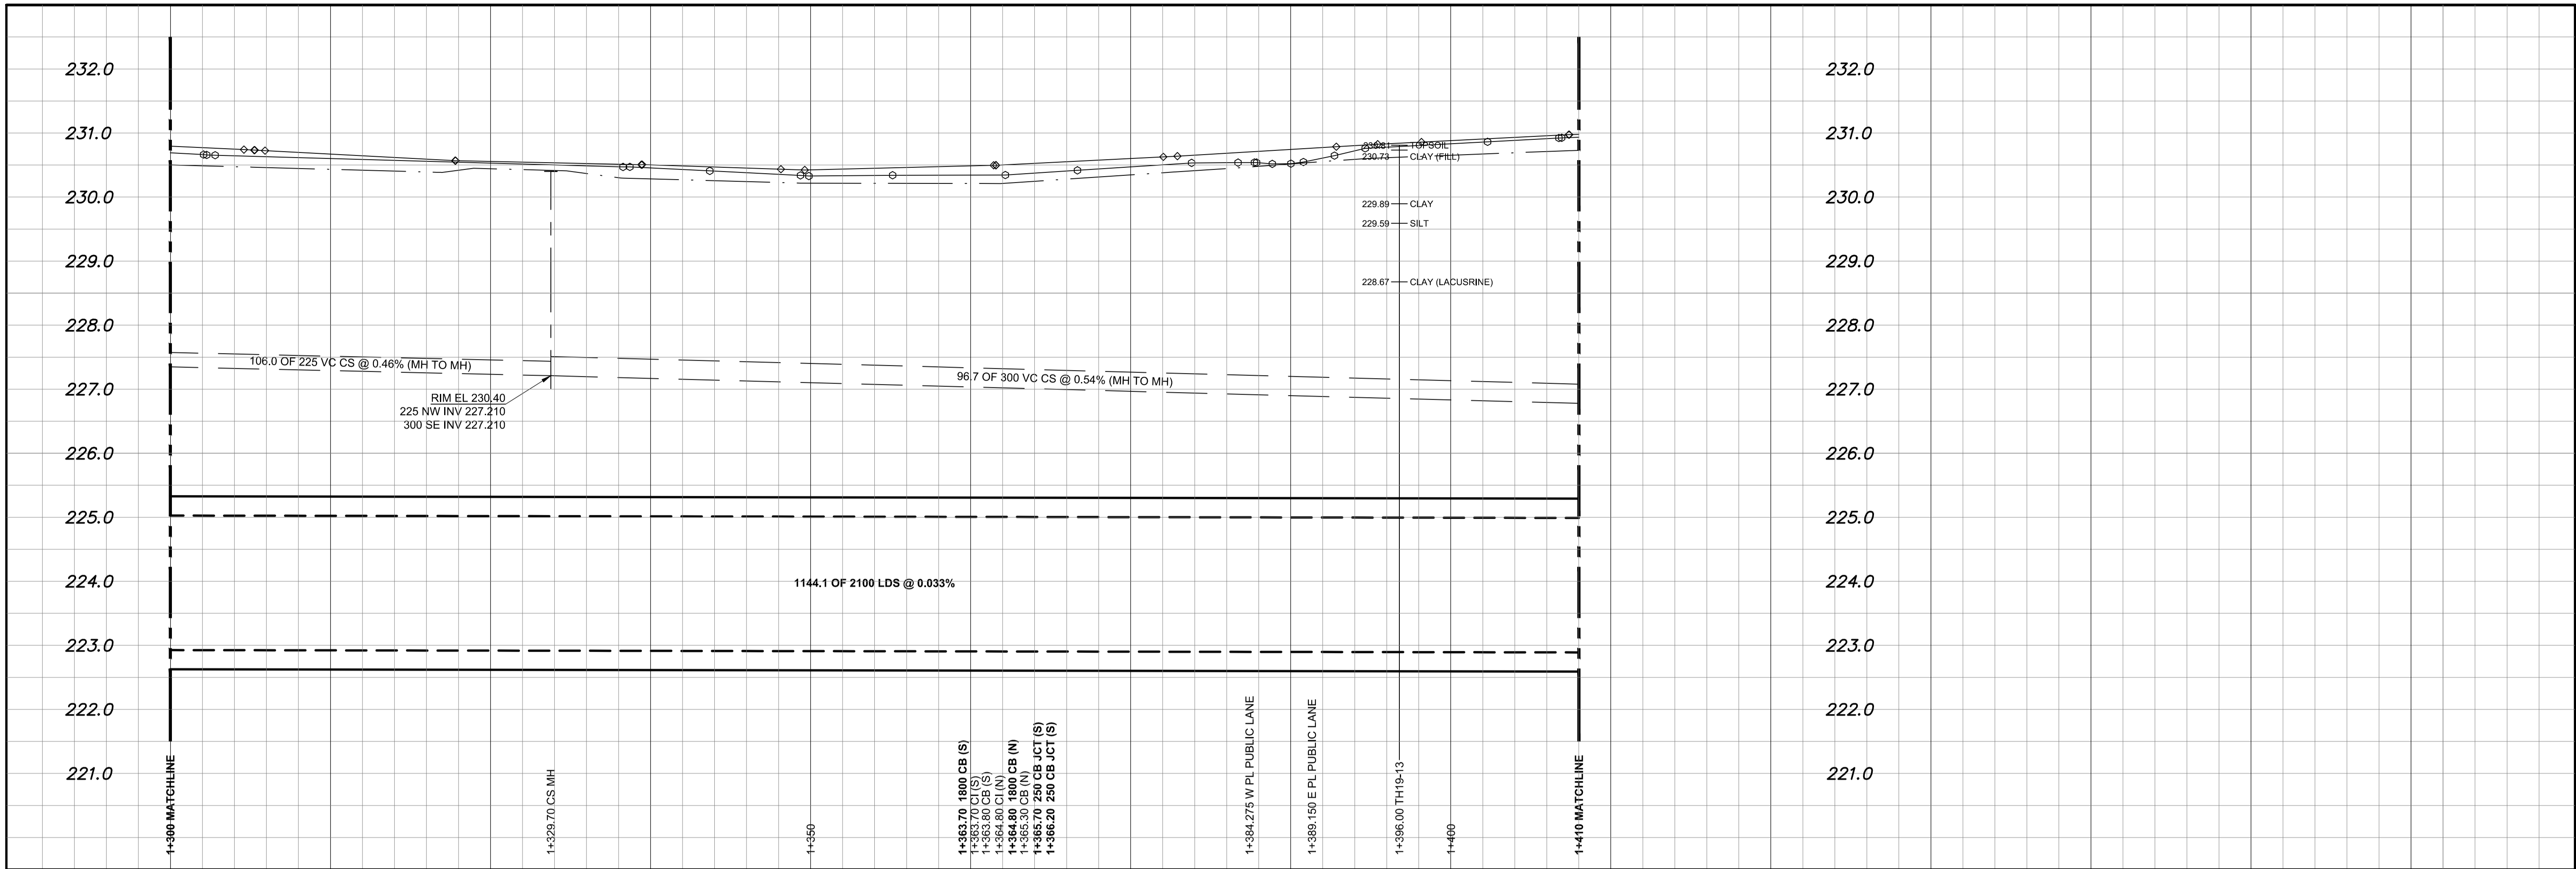 232.0
232.0
231.0
231.0
230.81 TOPSOIL
230.73 CLAY (FILL)
230.0
230.0
229.89 CLAY
229.59 SILT
229.0
229.0
228.67 CLAY (LACUSRINE)
228.0
228.0
106.0 OF 225 VC CS @ 0.46% (MH TO MH)
96.7 OF 300 VC CS @ 0.54% (MH TO MH)
227.0
227.0
RIM EL 230.40
225 NW INV 227.210
300 SE INV 227.210
226.0
226.0
225.0
225.0
224.0
224.0
1144.1 OF 2100 LDS @ 0.033%
223.0
223.0
222.0
222.0
221.0
221.0
1+300 MATCHLINE
1+329.70 CS MH
1+350
1+363.70 1800 CB (S)
1+363.70 CI (S)
1+363.80 CB (S)
1+364.80 CI (N)
1+364.80 1800 CB (N)
1+365.30 CB (N)
1+365.70 250 CB JCT (S)
1+366.20 250 CB JCT (S)
1+384.275 W PL PUBLIC LANE
1+389.150 E PL PUBLIC LANE
1+396.00 TH19-13
1+400
1+410 MATCHLINE